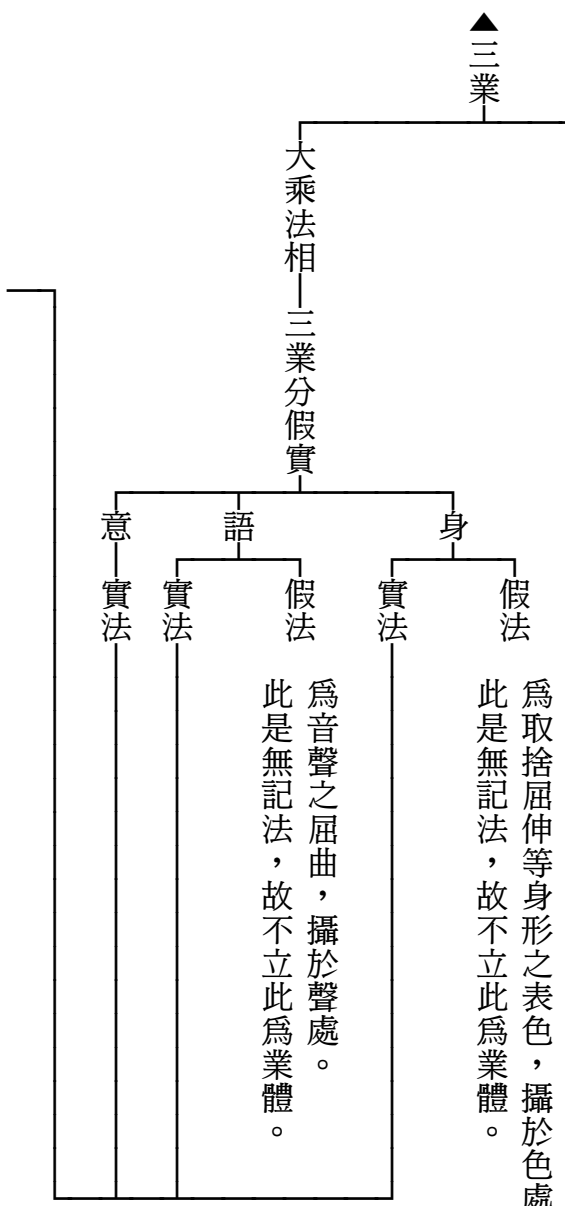 ▲三業
大乘法相
三業分假實
身
假法
爲取捨屈伸等身形之表色，攝於色處
此是無記法，故不立此爲業體。
實法
語
假法
爲音聲之屈曲，攝於聲處。
此是無記法，故不立此爲業體。
實法
意
實法